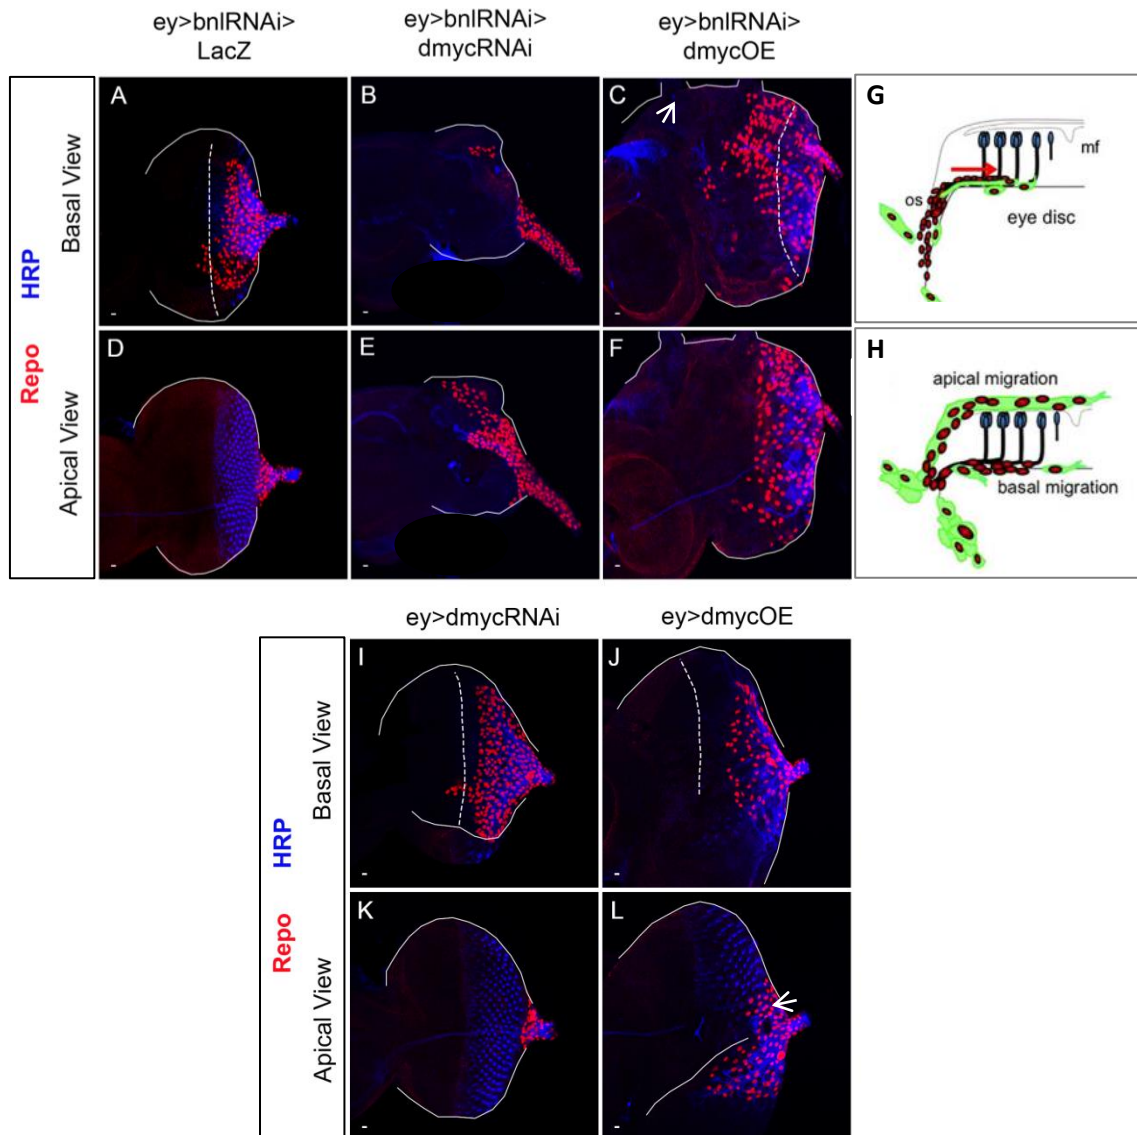 ey>bnlRNAi>
LacZ
ey>bnlRNAi>
dmycRNAi
ey>bnlRNAi>
dmycOE
Repo HRP
Basal View
Apical View
A
B
C
G
mf
os
eye disc
D
E
F
H
apical migration
basal migration
ey>dmycRNAi
ey>dmycOE
Repo HRP
Basal View
Apical View
I
J
K
L